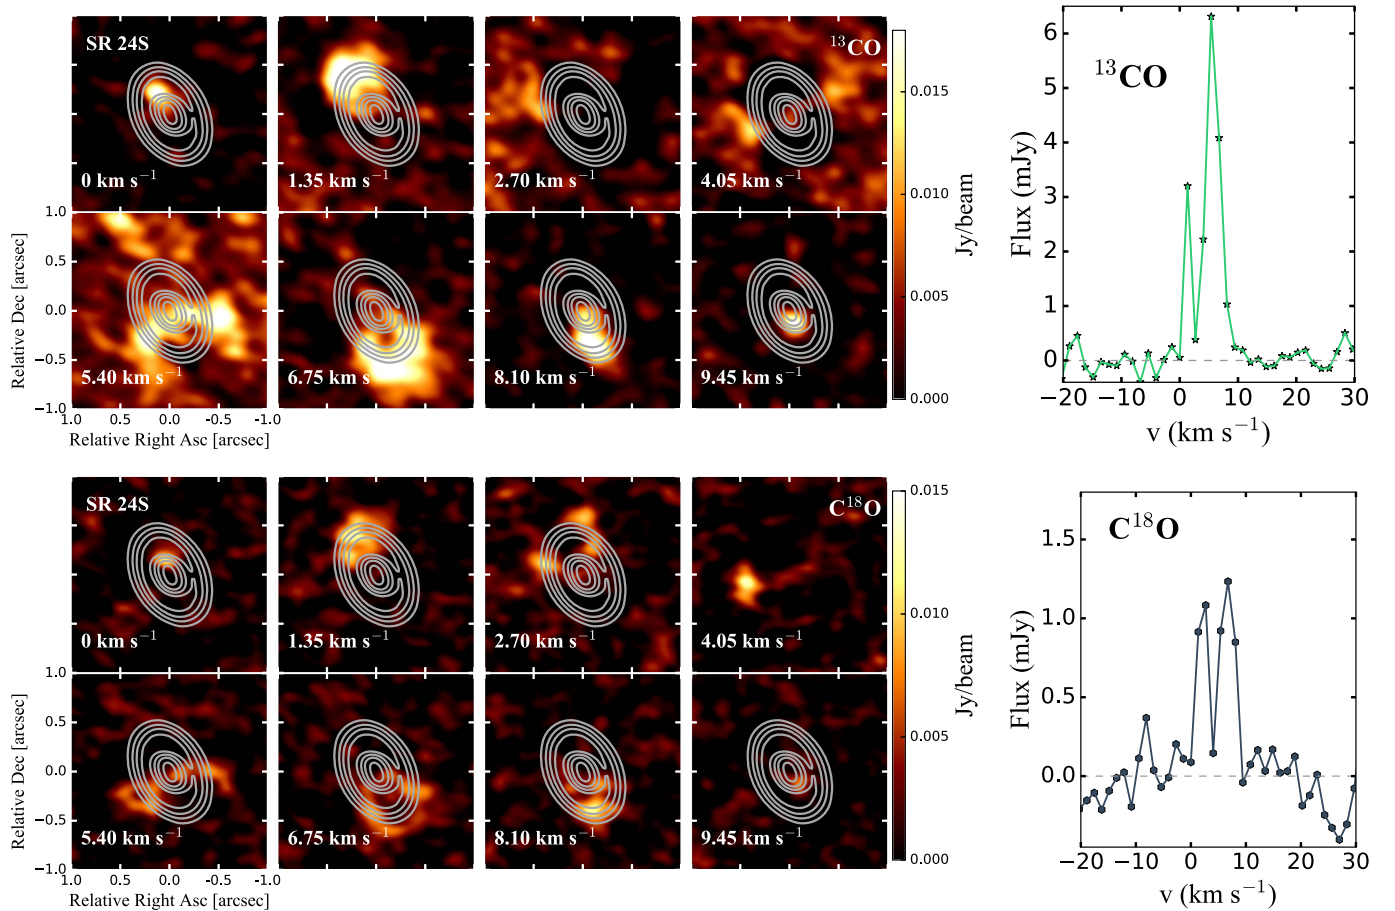 SR 24S
¹³CO
0 km s⁻¹
1.35 km s⁻¹
2.70 km s⁻¹
4.05 km s⁻¹
1.0
0.5
0.0
−0.5
−1.0
Relative Dec [arcsec]
5.40 km s⁻¹
6.75 km s⁻¹
8.10 km s⁻¹
9.45 km s⁻¹
1.0 0.5 0.0 -0.5 -1.0
Relative Right Asc [arcsec]
0.015
0.010
0.005
0.000
Jy/beam
¹³CO
6
5
4
3
2
1
0
Flux (mJy)
−20 −10 0 10 20 30
v (km s⁻¹)
SR 24S
C¹⁸O
0 km s⁻¹
1.35 km s⁻¹
2.70 km s⁻¹
4.05 km s⁻¹
1.0
0.5
0.0
−0.5
−1.0
Relative Dec [arcsec]
5.40 km s⁻¹
6.75 km s⁻¹
8.10 km s⁻¹
9.45 km s⁻¹
1.0 0.5 0.0 -0.5 -1.0
Relative Right Asc [arcsec]
0.015
0.010
0.005
0.000
Jy/beam
C¹⁸O
1.5
1.0
0.5
0.0
Flux (mJy)
−20 −10 0 10 20 30
v (km s⁻¹)